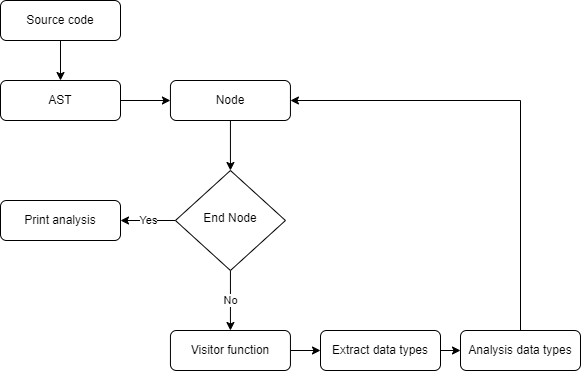 Source code
AST
Node
End Node
Yes
Print analysis
No
Visitor function
Extract data types
Analysis data types